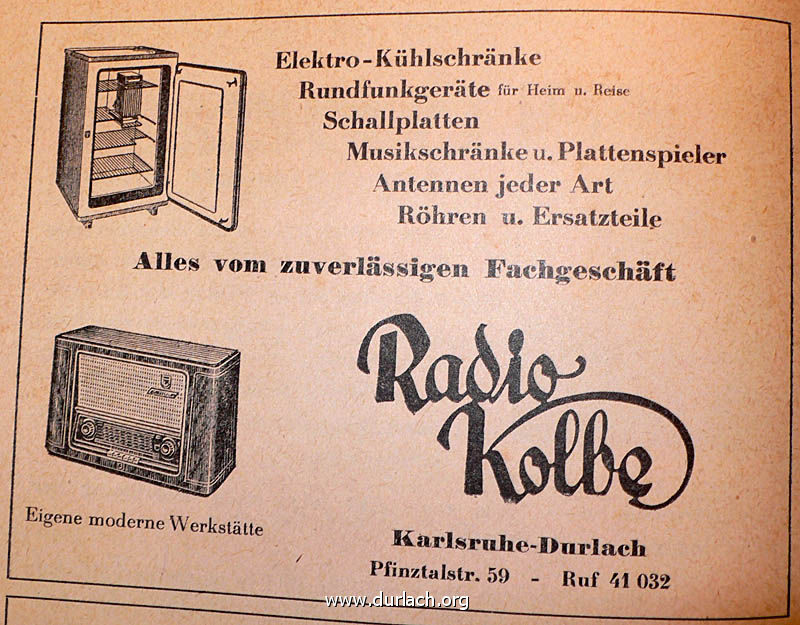 Elektro-Kühlschränke
Rundfunkgeräte für Heim u. Reise
Schallplatten
Musikschränke u. Plattenspieler
Antennen jeder Art
Röhren u. Ersatzteile
Alles vom zuverlässigen Fachgeschäft
Radio
Kolbe
Eigene moderne Werkstätte
Karlsruhe-Durlach
Pfinztalstr. 59 - Ruf 41 032
www.durlach.org